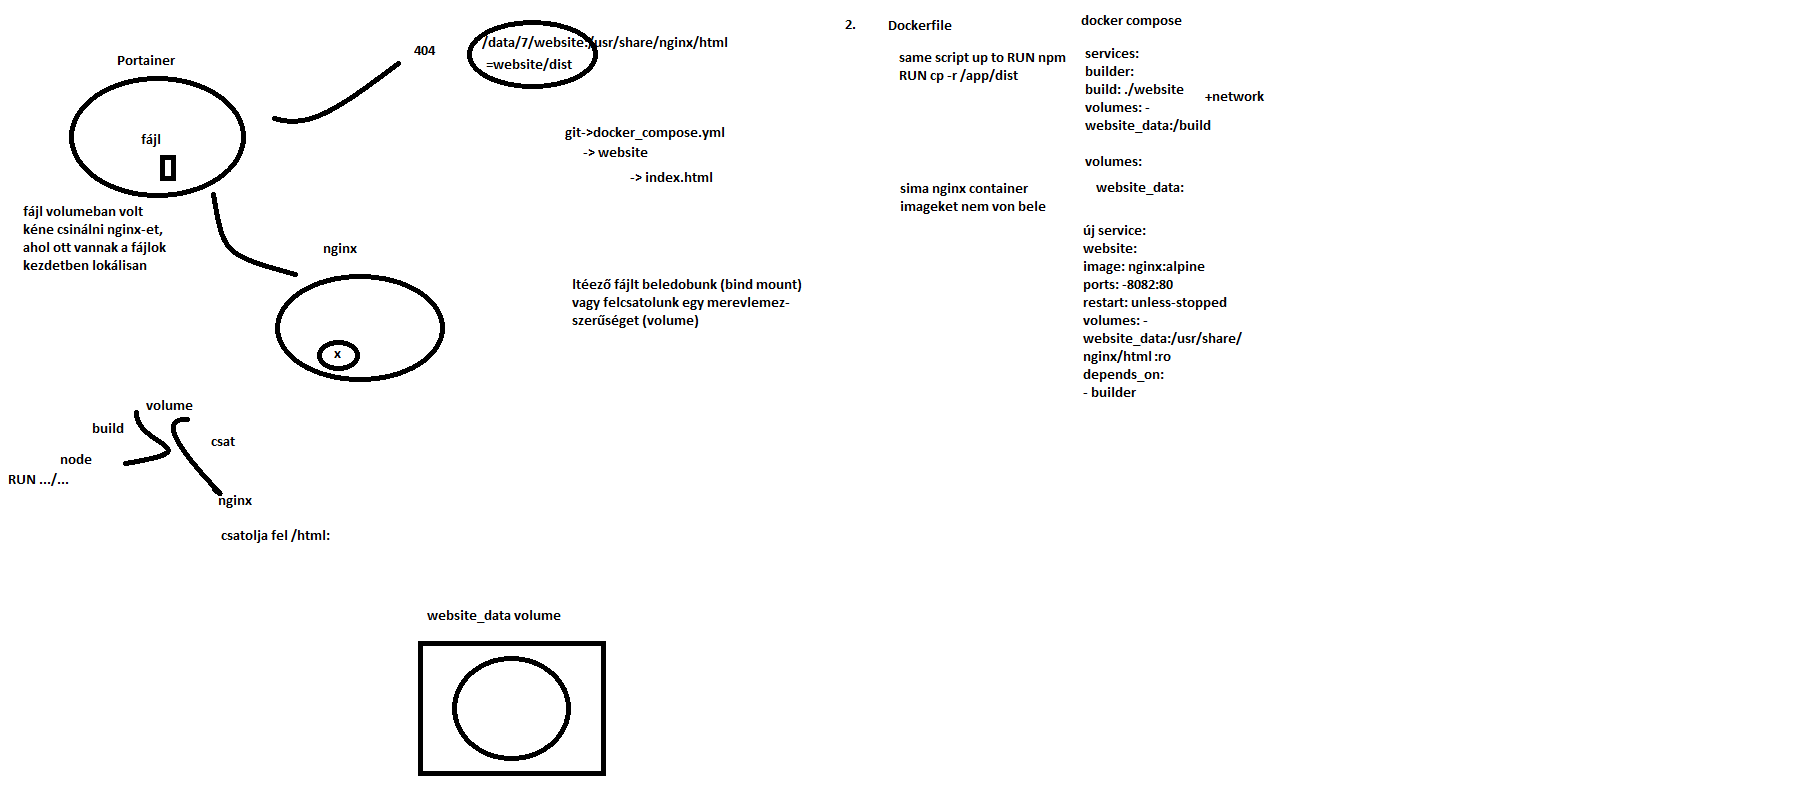 Portainer
fájl
fájl volumeban volt
kéne csinálni nginx-et,
ahol ott vannak a fájlok
kezdetben lokálisan
404
/data/7/website:/usr/share/nginx/html
=website/dist
git->docker_compose.yml
-> website
-> index.html
nginx
x
ltéező fájlt beledobunk (bind mount)
vagy felcsatolunk egy merevlemez-
szerűséget (volume)
volume
build
csat
node
RUN .../...
nginx
csatolja fel /html:
website_data volume
2.
Dockerfile
same script up to RUN npm
RUN cp -r /app/dist
sima nginx container
imageket nem von bele
docker compose
services:
builder:
build: ./website
+network
volumes: -
website_data:/build
volumes:
website_data:
új service:
website:
image: nginx:alpine
ports: -8082:80
restart: unless-stopped
volumes: -
website_data:/usr/share/
nginx/html :ro
depends_on:
- builder